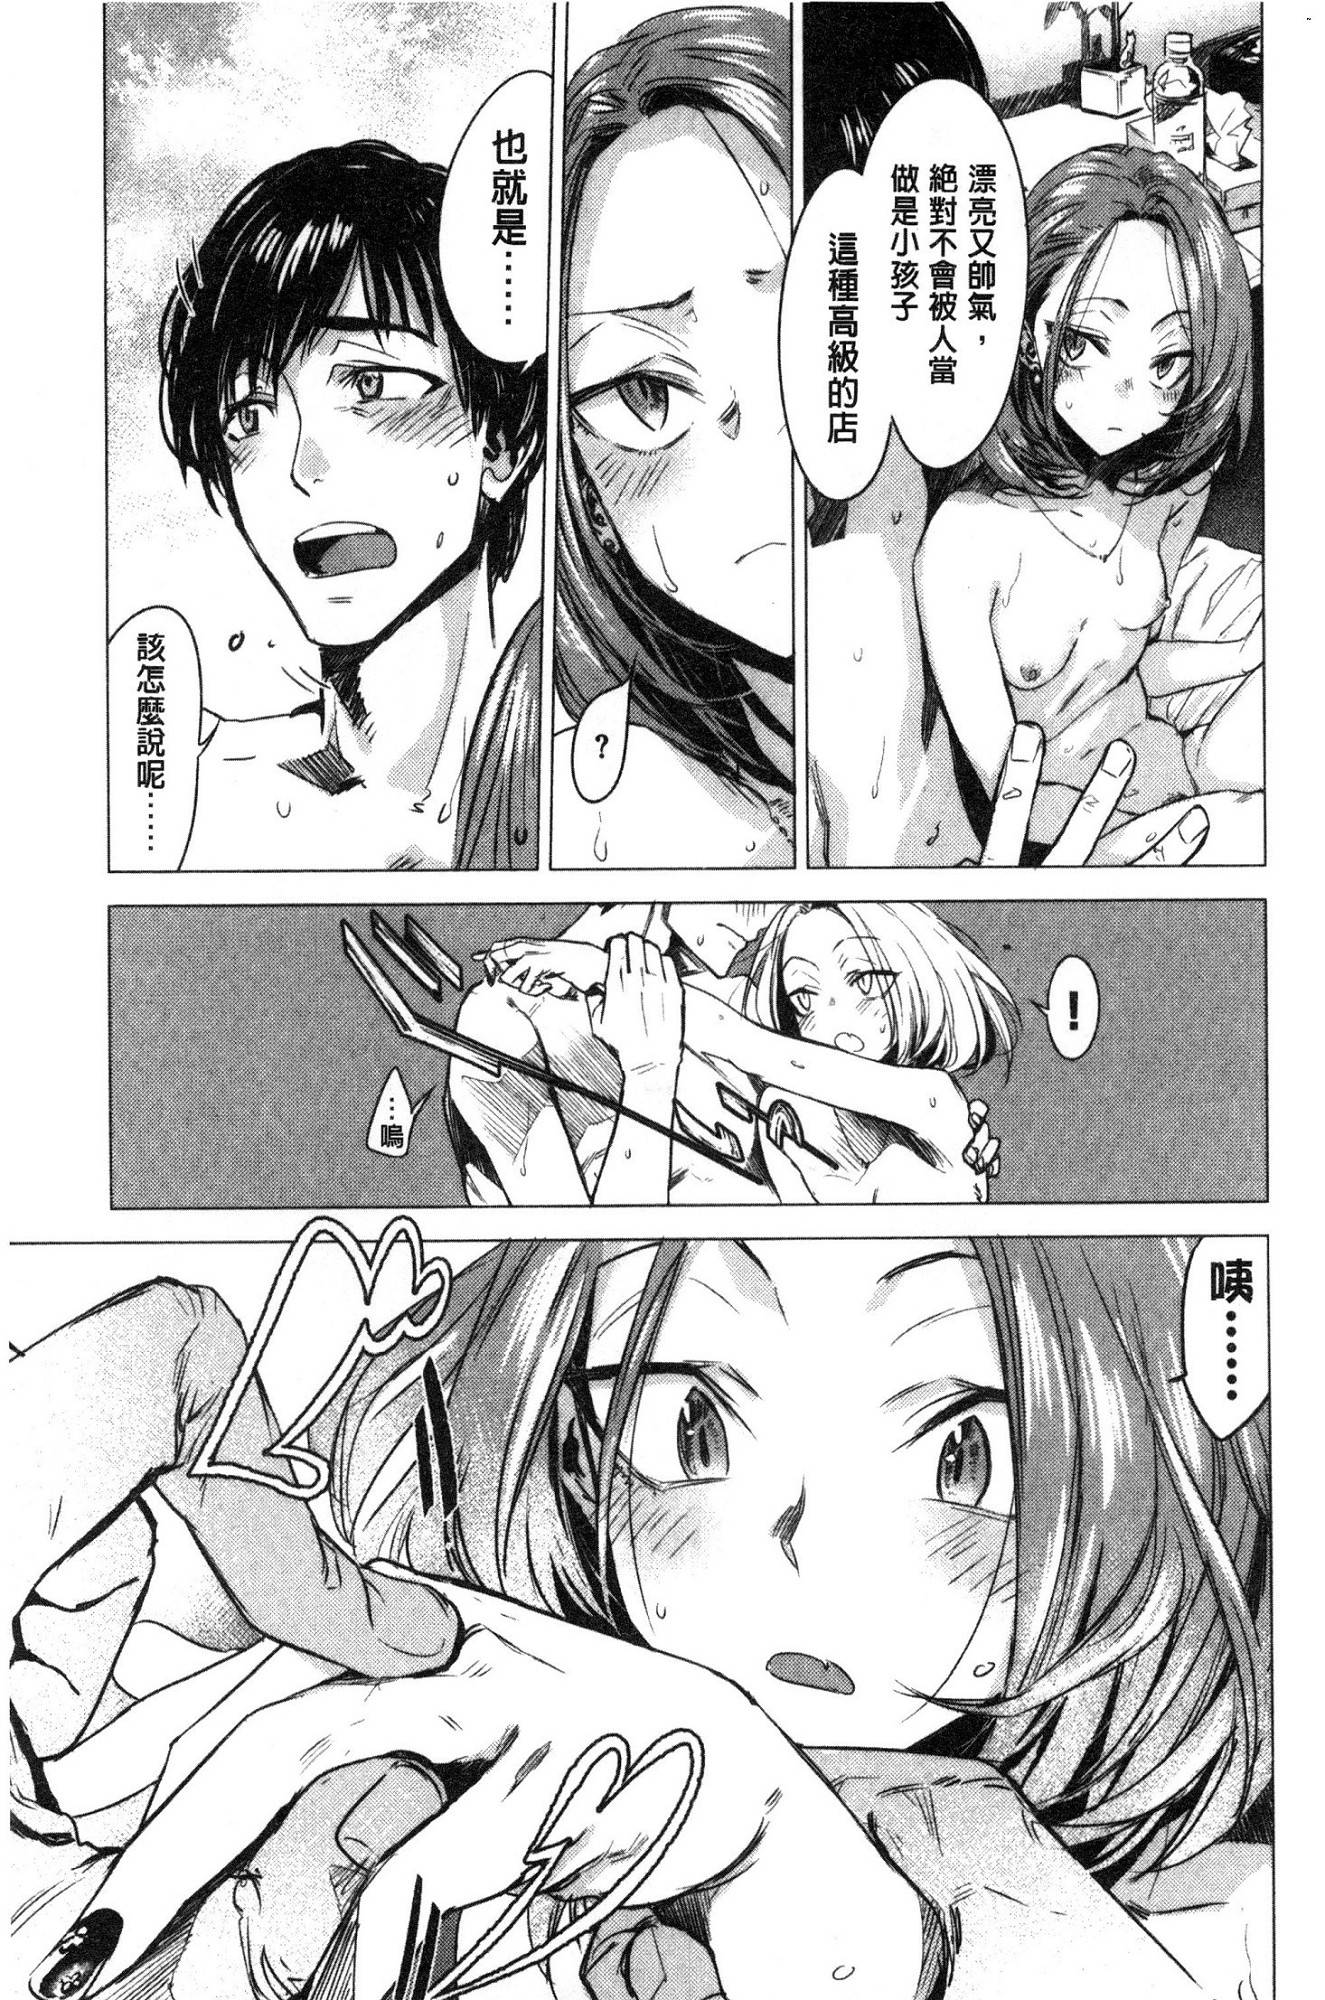 漂亮又帥氣，
絕對不會被人當
做是小孩子
這種高級的店
？
也就是……
該怎麼說呢……
！
…嗚
咦……